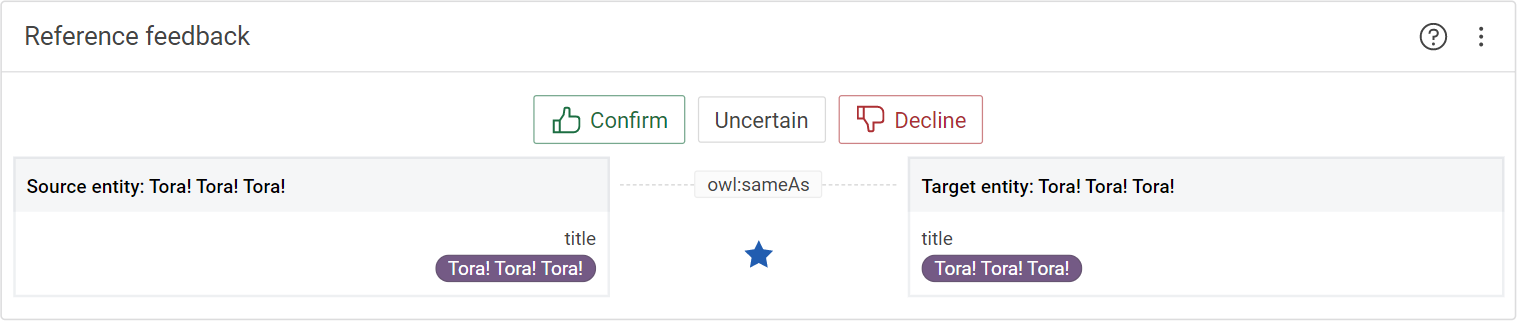 Reference feedback
Confirm
Uncertain
Decline
Source entity: Tora! Tora! Tora!
owl:sameAs
Target entity: Tora! Tora! Tora!
title
title
Tora! Tora! Tora!
Tora! Tora! Tora!